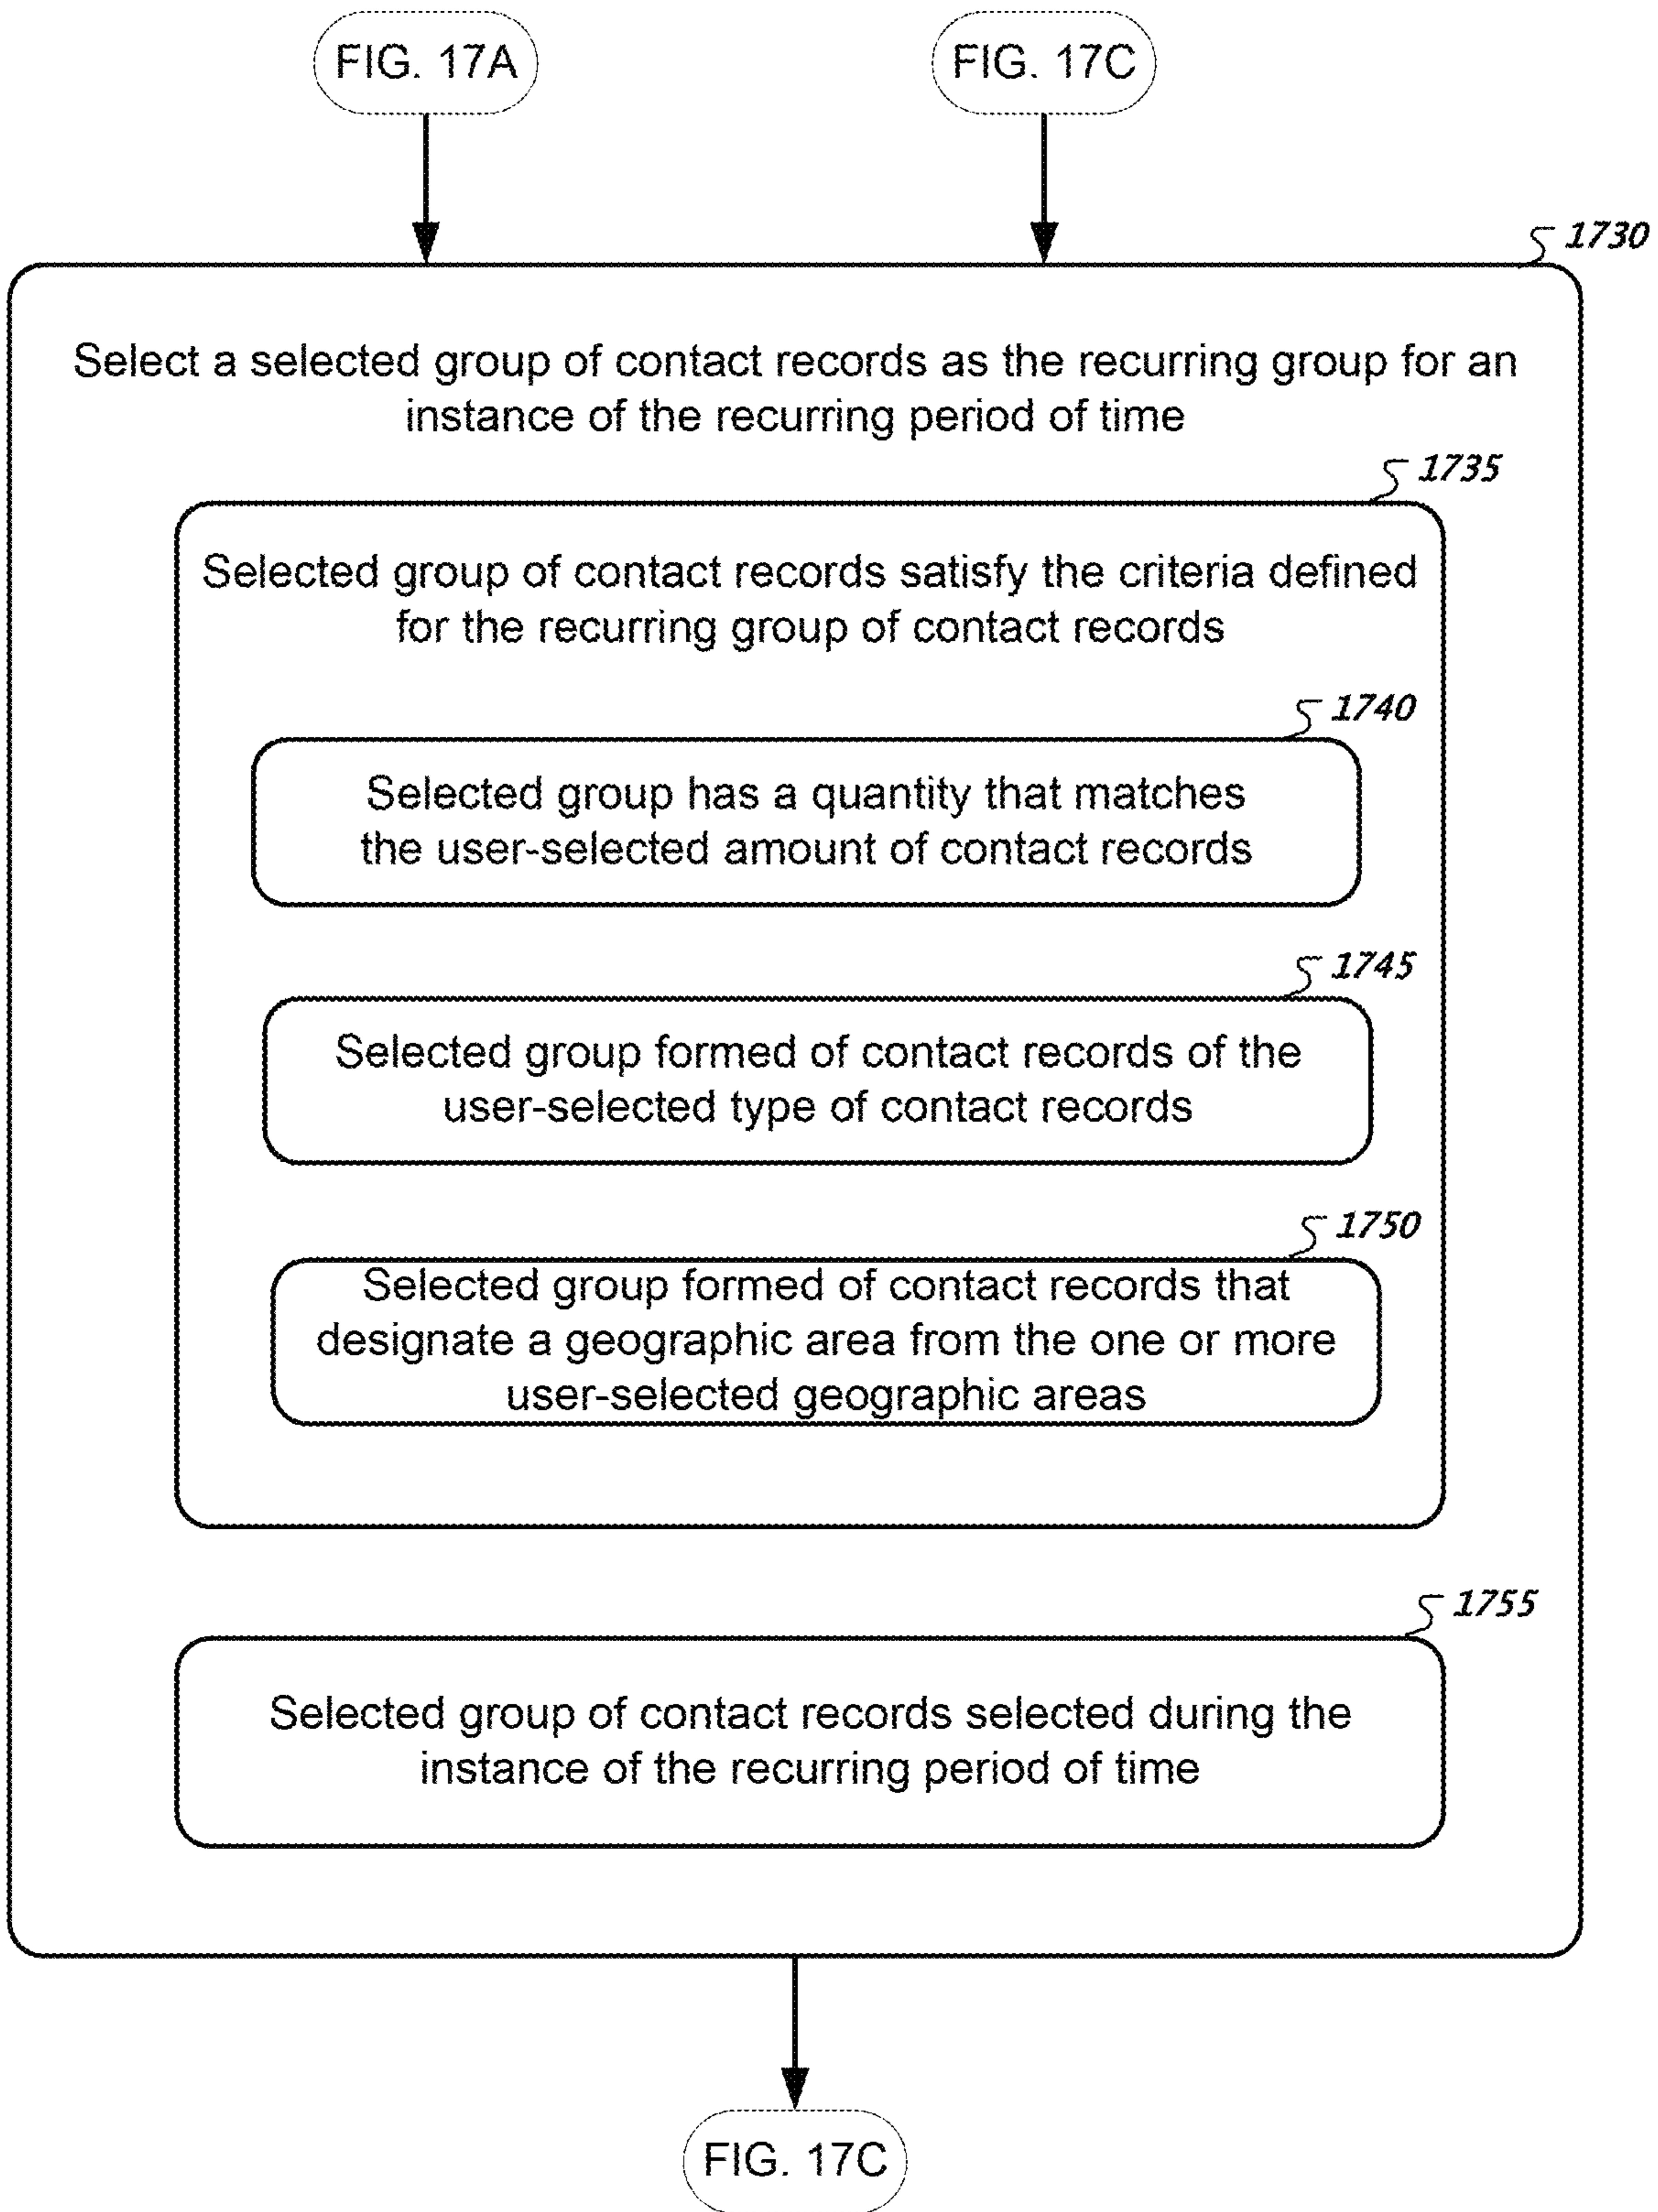 FIG. 17A
FIG. 17C
1730
Select a selected group of contact records as the recurring group for an
instance of the recurring period of time
1735
Selected group of contact records satisfy the criteria defined
for the recurring group of contact records
1740
Selected group has a quantity that matches
the user-selected amount of contact records
1745
Selected group formed of contact records of the
user-selected type of contact records
1750
Selected group formed of contact records that
designate a geographic area from the one or more
user-selected geographic areas
1755
Selected group of contact records selected during the
instance of the recurring period of time
FIG. 17C